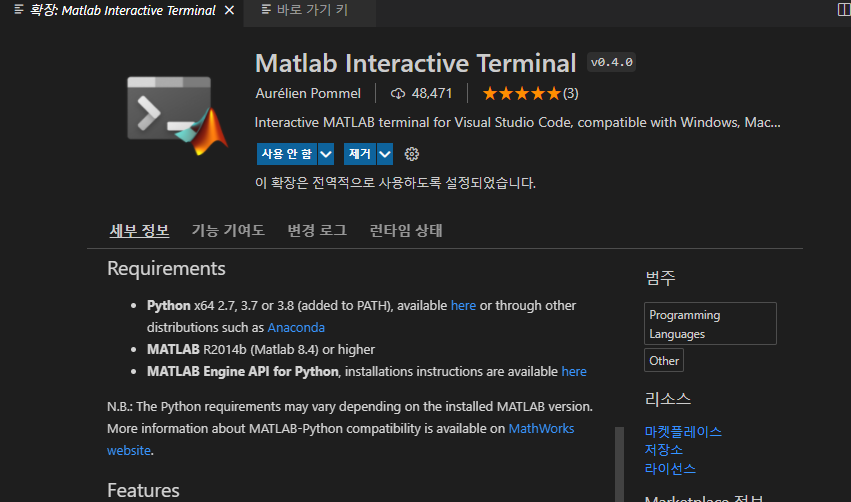 확장: Matlab Interactive Terminal
바로 가기 키
Matlab Interactive Terminal v0.4.0
Aurélien Pommel 48,471 (3)
Interactive MATLAB terminal for Visual Studio Code, compatible with Windows, Mac...
사용 안 함 제거
이 확장은 전역적으로 사용하도록 설정되었습니다.
세부 정보 기능 기여도 변경 로그 런타임 상태
Requirements
Python x64 2.7, 3.7 or 3.8 (added to PATH), available here or through other
distributions such as Anaconda
MATLAB R2014b (Matlab 8.4) or higher
MATLAB Engine API for Python, installations instructions are available here
N.B.: The Python requirements may vary depending on the installed MATLAB version.
More information about MATLAB-Python compatibility is available on MathWorks
website.
Features
범주
Programming
Languages
Other
리소스
마켓플레이스
저장소
라이선스
Marketplace 정보